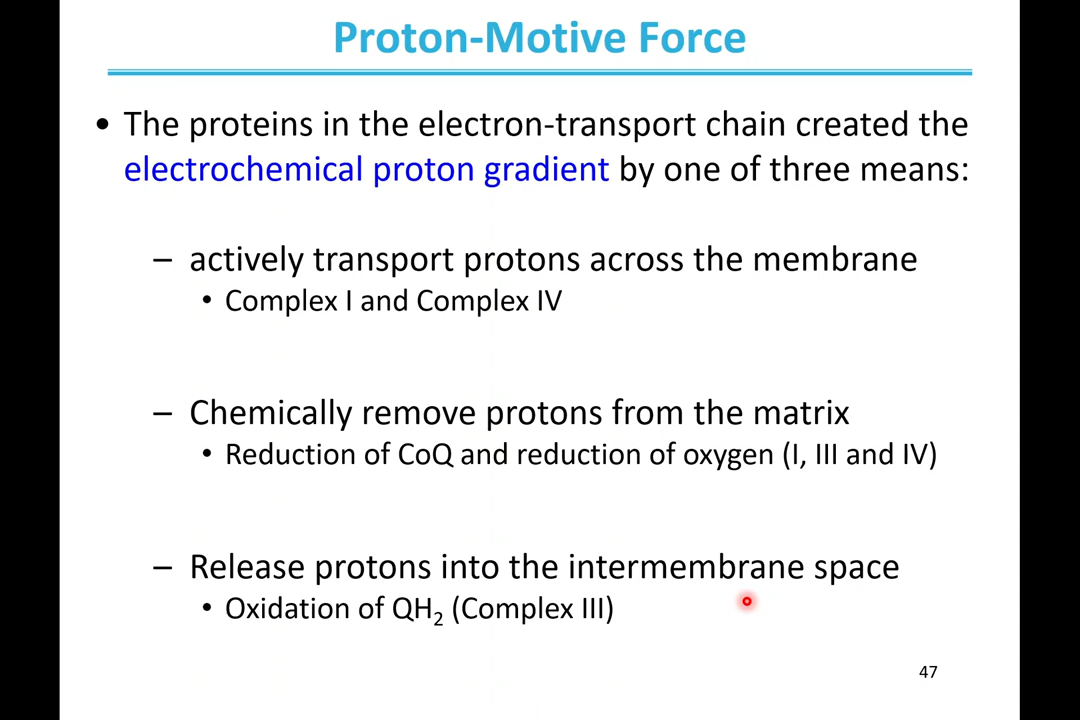 Proton-Motive Force
• The proteins in the electron-transport chain created the
electrochemical proton gradient by one of three means:
– actively transport protons across the membrane
• Complex I and Complex IV
– Chemically remove protons from the matrix
• Reduction of CoQ and reduction of oxygen (I, III and IV)
– Release protons into the intermembrane space
• Oxidation of QH₂ (Complex III)
47